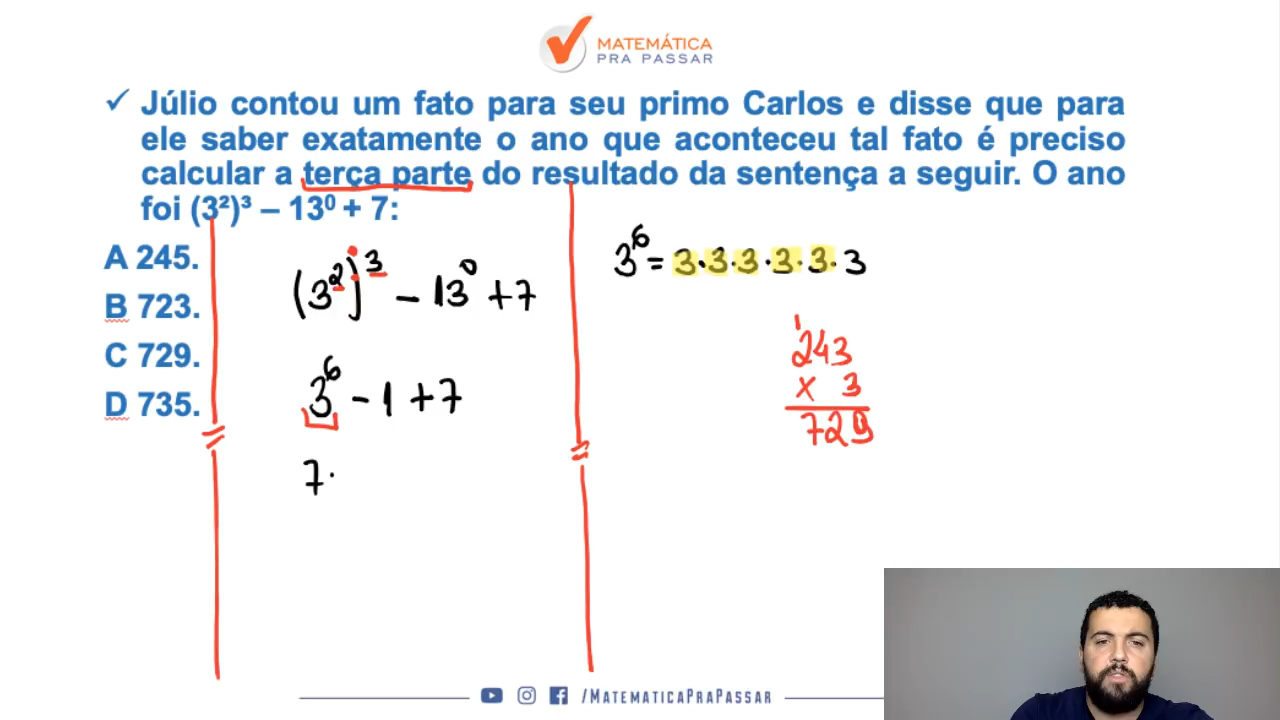 MATEMÁTICA
PRA PASSAR
✓ Júlio contou um fato para seu primo Carlos e disse que para
ele saber exatamente o ano que aconteceu tal fato é preciso
calcular a terça parte do resultado da sentença a seguir. O ano
foi (3²)³ – 13⁰ + 7:
A 245.
B 723.
C 729.
D 735.
(3²)³ - 13⁰ + 7
3⁶ - 1 + 7
7
3⁶ = 3·3·3·3·3·3
1
243
x 3
729
/MATEMATICAPRAPASSAR